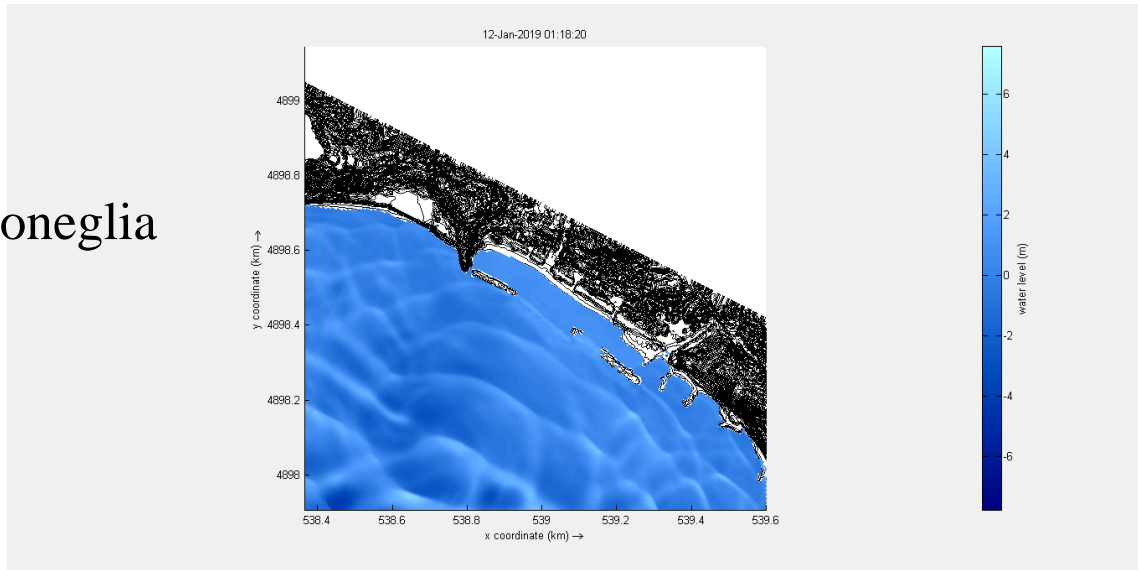 12-Jan-2019 01:18:20
oneglia
y coordinate (km) →
4899
4898.8
4898.6
4898.4
4898.2
4898
538.4 538.6 538.8 539 539.2 539.4 539.6
x coordinate (km) →
6
4
2
0
-2
-4
-6
water level (m)